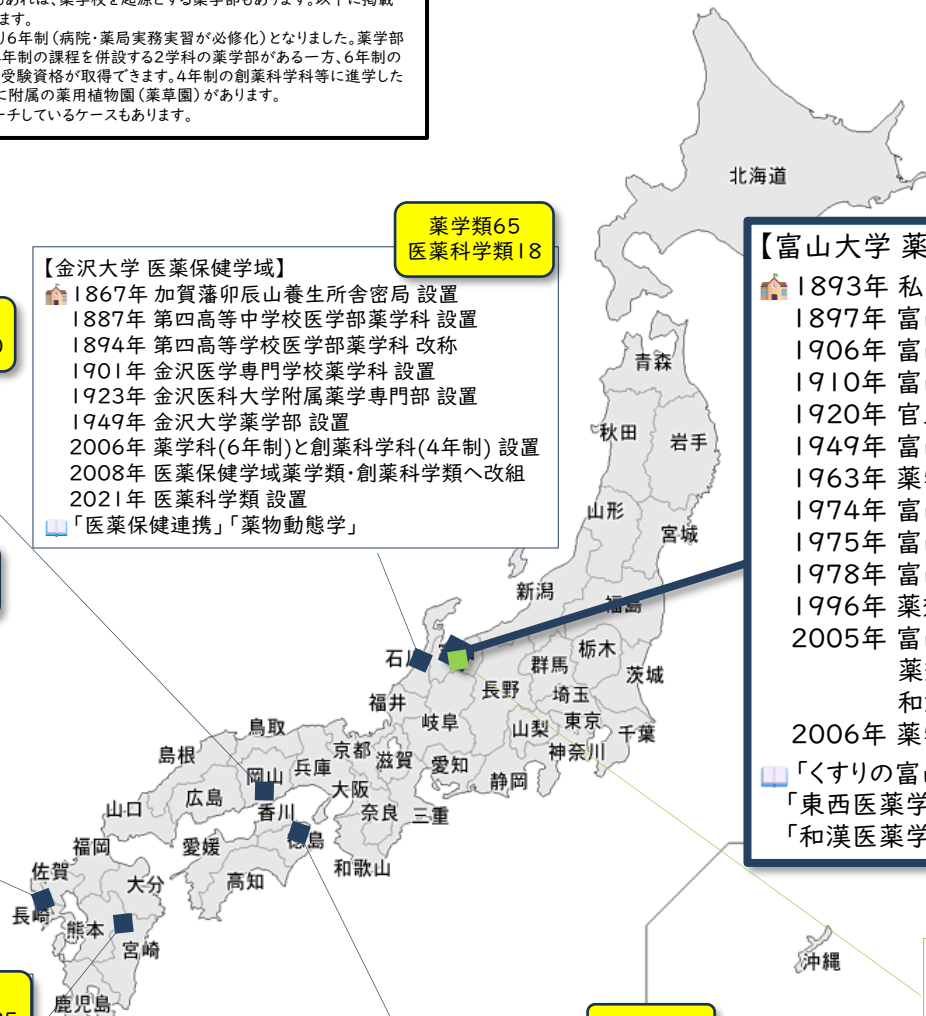 あれば、薬学校を起源とする薬学部もあります。以下に掲載
ます。
り6年制(病院・薬局実務実習が必修化)となりました。薬学部
年制の課程を併設する2学科の薬学部がある一方、6年制の
受験資格が取得できます。4年制の創薬科学科等に進学した
に附属の薬用植物園(薬草園)があります。
ーチしているケースもあります。
薬学類65
医薬科学類18
【金沢大学 医薬保健学域】
1867年 加賀藩卯辰山養生所舎密局 設置
1887年 第四高等中学校医学部薬学科 設置
1894年 第四高等学校医学部薬学科 改称
1901年 金沢医学専門学校薬学科 設置
1923年 金沢医科大学附属薬学専門部 設置
1949年 金沢大学薬学部 設置
2006年 薬学科(6年制)と創薬科学科(4年制) 設置
2008年 医薬保健学域薬学類・創薬科学類へ改組
2021年 医薬科学類 設置
「医薬保健連携」「薬物動態学」
【富山大学 薬
1893年 私
1897年 富
1906年 富
1910年 富
1920年 官
1949年 富
1963年 薬
1974年 富
1975年 富
1978年 富
1996年 薬
2005年 富
薬
和
2006年 薬
「くすりの富山
「東西医薬学
「和漢医薬学
北海道
青森
秋田
岩手
山形
宮城
新潟
福島
石川
群馬
栃木
茨城
長野
埼玉
福井
岐阜
山梨
東京
千葉
神奈川
静岡
愛知
滋賀
京都
鳥取
島根
兵庫
岡山
大阪
広島
山口
香川
奈良
三重
徳島
愛媛
高知
和歌山
福岡
佐賀
大分
長崎
熊本
宮崎
鹿児島
沖縄